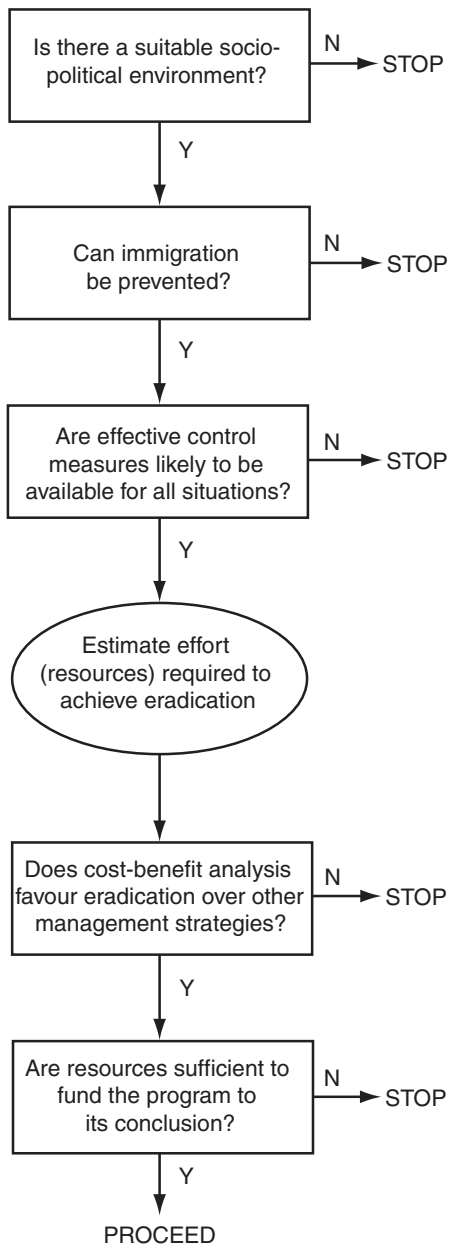 Is there a suitable socio-
political environment?
N
STOP
Y
Can immigration
be prevented?
N
STOP
Y
Are effective control
measures likely to be
available for all situations?
N
STOP
Y
Estimate effort
(resources) required to
achieve eradication
Does cost-benefit analysis
favour eradication over other
management strategies?
N
STOP
Y
Are resources sufficient to
fund the program to
its conclusion?
N
STOP
Y
PROCEED